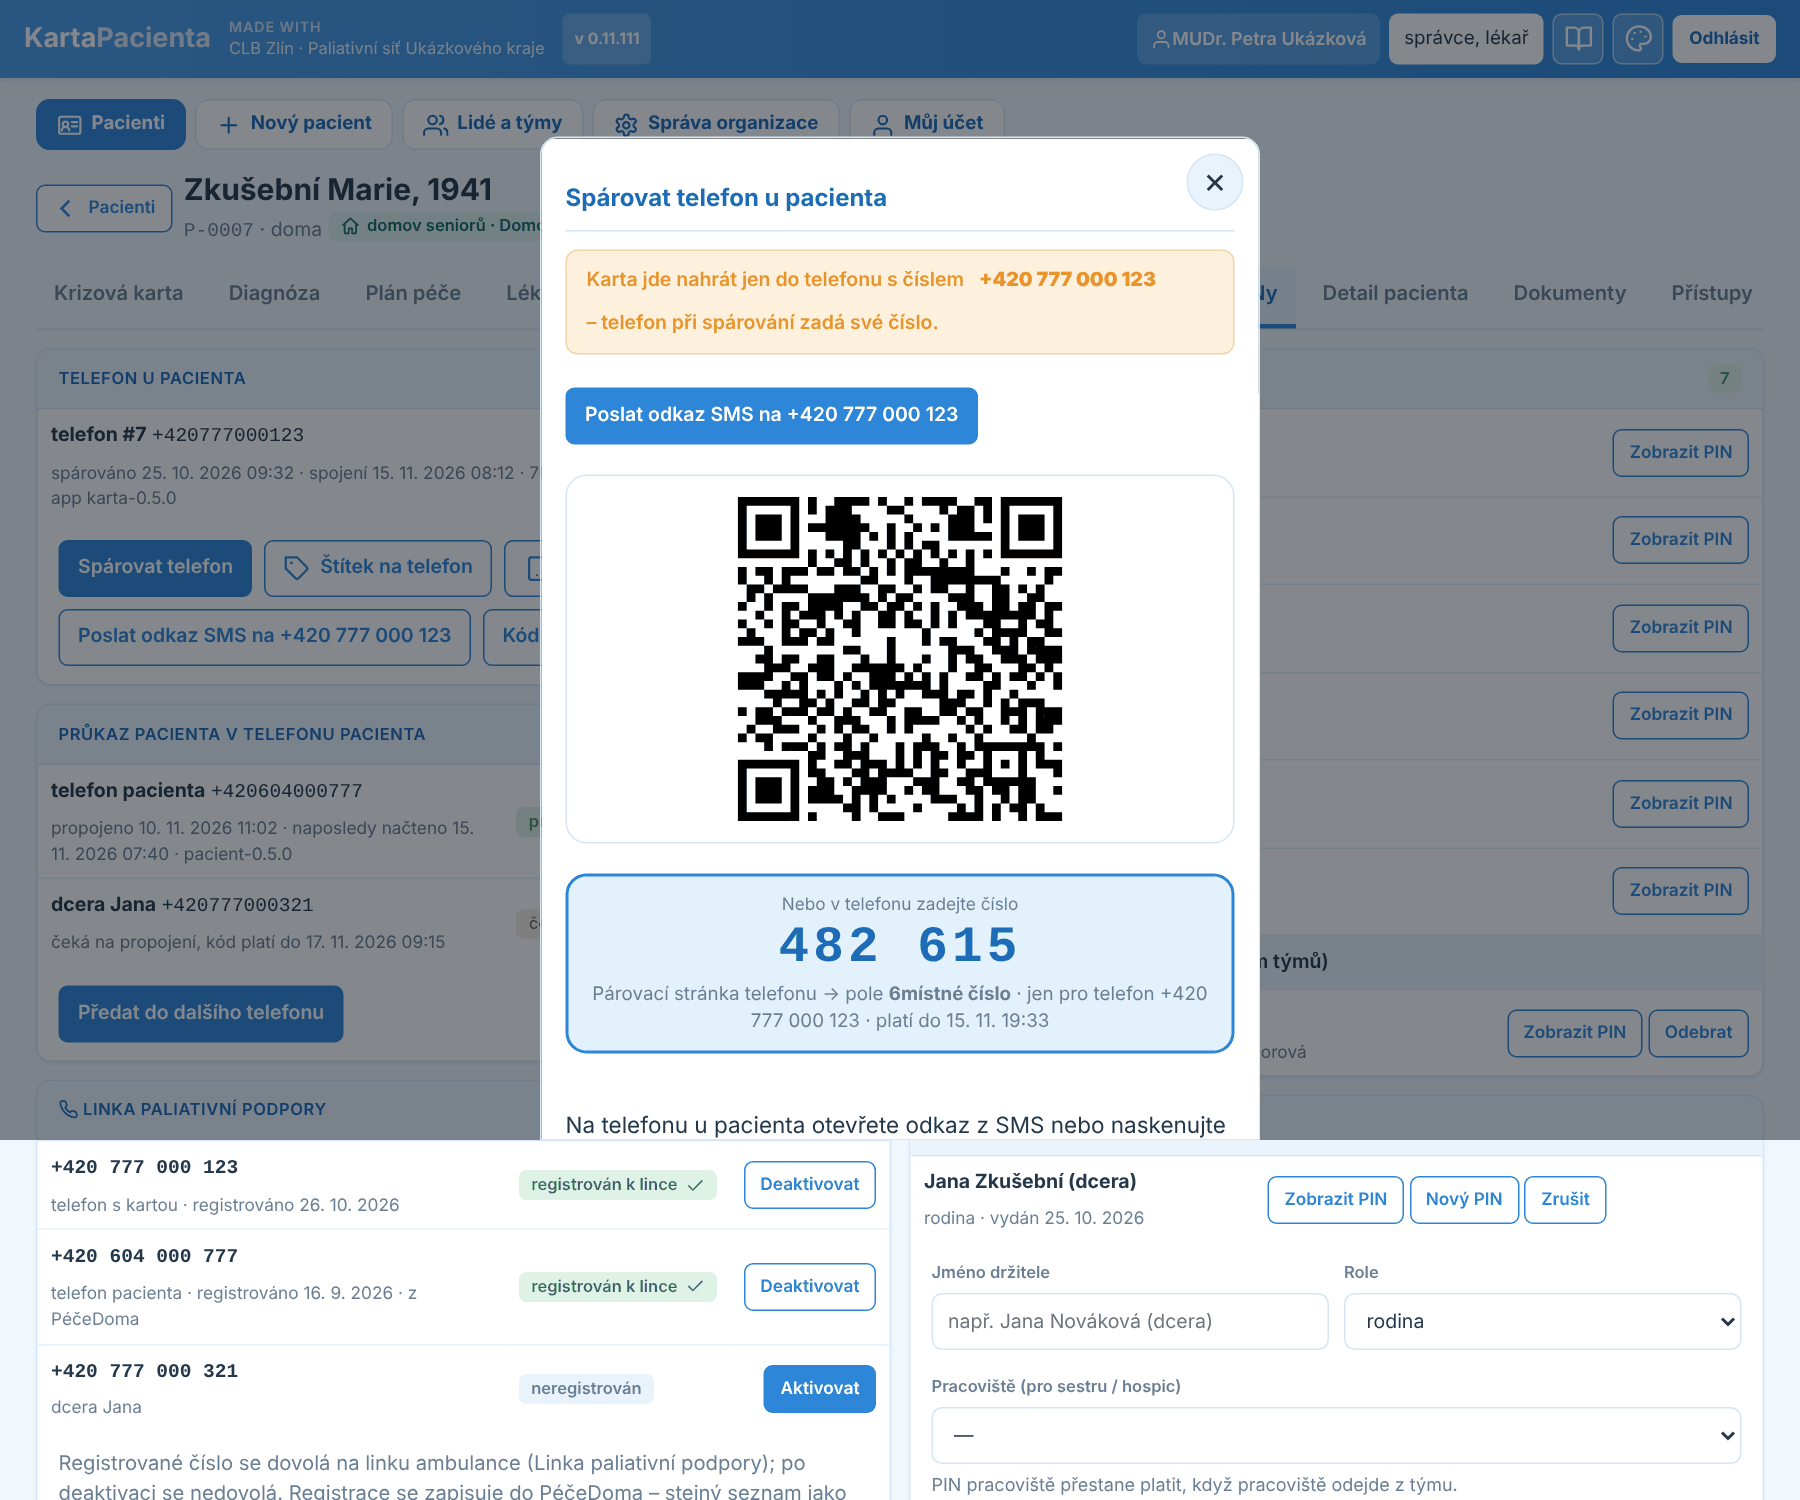 KartaPacienta
MADE WITH
CLB Zlín · Paliativní síť Ukázkového kraje
v 0.11.111
MUDr. Petra Ukázková
správce, lékař
Odhlásit
Pacienti
Nový pacient
Lidé a týmy
Správa organizace
Můj účet
Pacienti
Zkušební Marie, 1941
P-0007 · doma
domov seniorů ·
Krizová karta
Diagnóza
Plán péče
Detail pacienta
Dokumenty
Přístupy
Spárovat telefon u pacienta
Karta jde nahrát jen do telefonu s číslem +420 777 000 123
– telefon při spárování zadá své číslo.
Poslat odkaz SMS na +420 777 000 123
Nebo v telefonu zadejte číslo
482 615
Párovací stránka telefonu → pole 6místné číslo · jen pro telefon +420
777 000 123 · platí do 15. 11. 19:33
Na telefonu u pacienta otevřete odkaz z SMS nebo naskenujte
TELEFON U PACIENTA
telefon #7 +420777000123
spárováno 25. 10. 2026 09:32 · spojení 15. 11. 2026 08:12 ·
app karta-0.5.0
Spárovat telefon
Štítek na telefon
Poslat odkaz SMS na +420 777 000 123
PRŮKAZ PACIENTA V TELEFONU PACIENTA
telefon pacienta +420604000777
propojeno 10. 11. 2026 11:02 · naposledy načteno 15.
11. 2026 07:40 · pacient-0.5.0
dcera Jana +420777000321
čeká na propojení, kód platí do 17. 11. 2026 09:15
Předat do dalšího telefonu
LINKA PALIATIVNÍ PODPORY
+420 777 000 123
telefon s kartou · registrováno 26. 10. 2026
registrován k lince
Deaktivovat
+420 604 000 777
telefon pacienta · registrováno 16. 9. 2026 · z
PéčeDoma
registrován k lince
Deaktivovat
+420 777 000 321
dcera Jana
neregistrován
Aktivovat
Registrované číslo se dovolá na linku ambulance (Linka paliativní podpory); po
deaktivaci se nedovolá. Registrace se zapisuje do PéčeDoma – stejný seznam jako
7
Zobrazit PIN
Zobrazit PIN
Zobrazit PIN
Zobrazit PIN
Zobrazit PIN
Zobrazit PIN
týmů)
Zobrazit PIN
Odebrat
Jana Zkušební (dcera)
rodina · vydán 25. 10. 2026
Zobrazit PIN
Nový PIN
Zrušit
Jméno držitele
Role
např. Jana Nováková (dcera)
rodina
Pracoviště (pro sestru / hospic)
—
PIN pracoviště přestane platit, když pracoviště odejde z týmu.